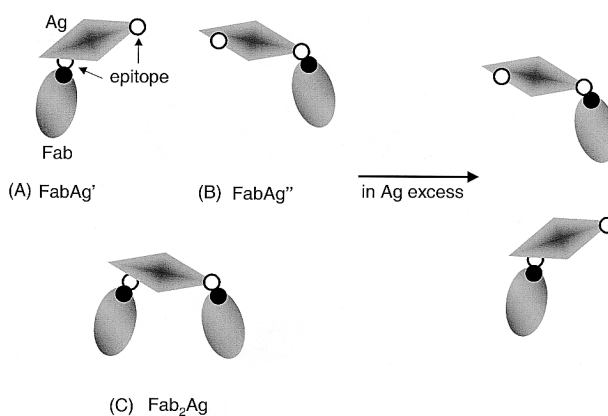 Ag
epitope
Fab
(A) FabAg'
(B) FabAg"
in Ag excess
(C) Fab₂Ag